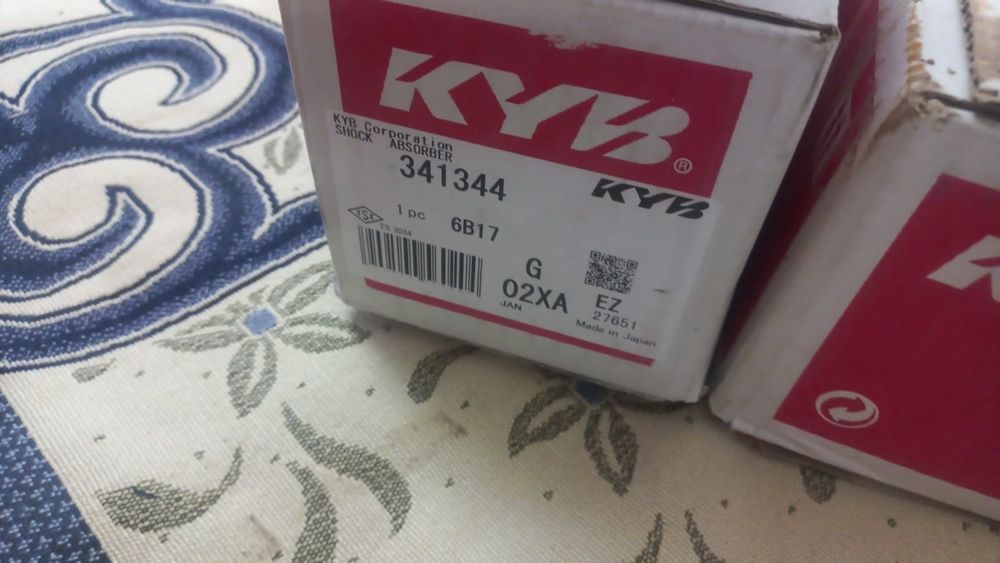 KYB®
KYB Corporation
SHOCK ABSORBER
341344
KYB
TSE
1 pc 6B17
TS 3034
G
02XA
JAN
EZ
27651
Made in Japan